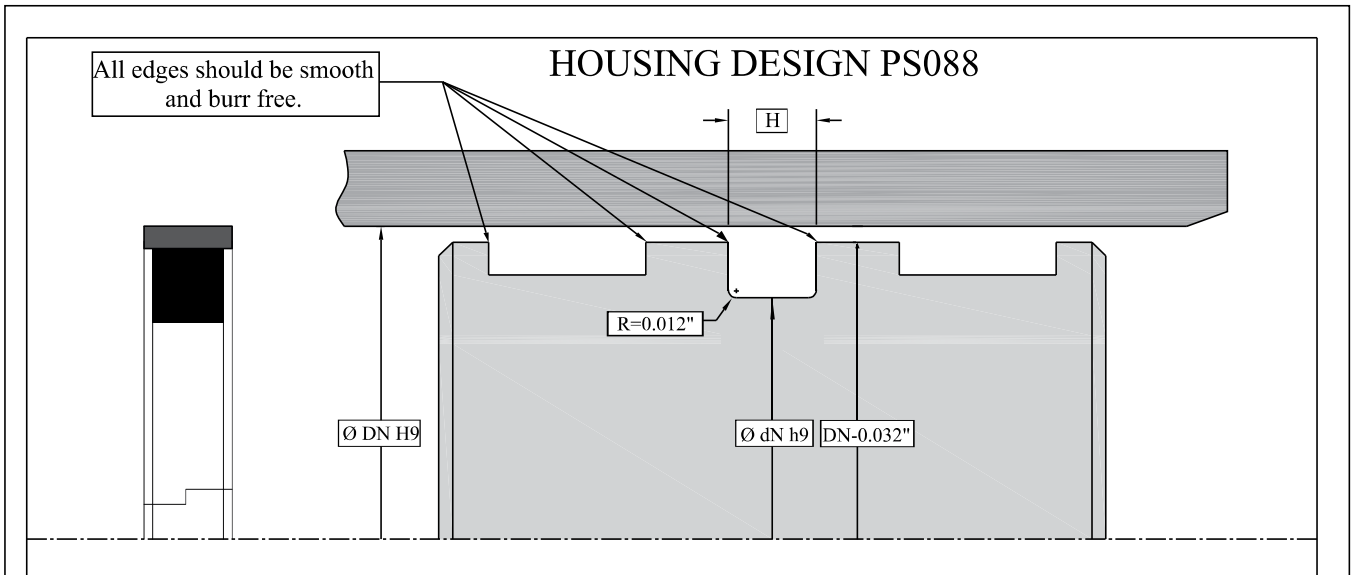 HOUSING DESIGN PS088
All edges should be smooth
and burr free.
H
R=0.012"
Ø DN H9
Ø dN h9
DN-0.032"